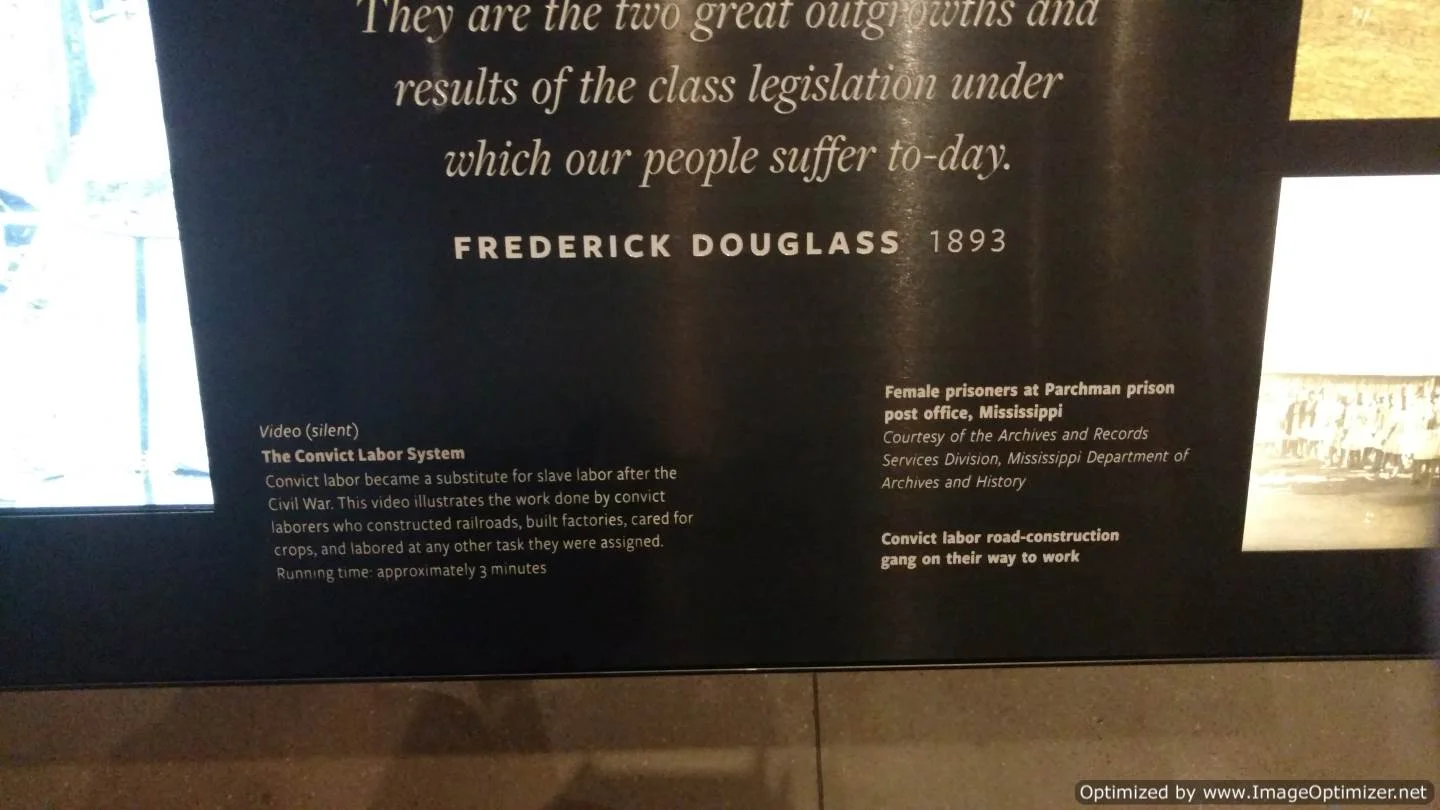 They are the two great outgrowths and
results of the class legislation under
which our people suffer to-day.
FREDERICK DOUGLASS 1893
Video (silent)
The Convict Labor System
Convict labor became a substitute for slave labor after the
Civil War. This video illustrates the work done by convict
laborers who constructed railroads, built factories, cared for
crops, and labored at any other task they were assigned.
Running time: approximately 3 minutes
Female prisoners at Parchman prison
post office, Mississippi
Courtesy of the Archives and Records
Services Division, Mississippi Department of
Archives and History
Convict labor road-construction
gang on their way to work
Optimized by www.ImageOptimizer.net